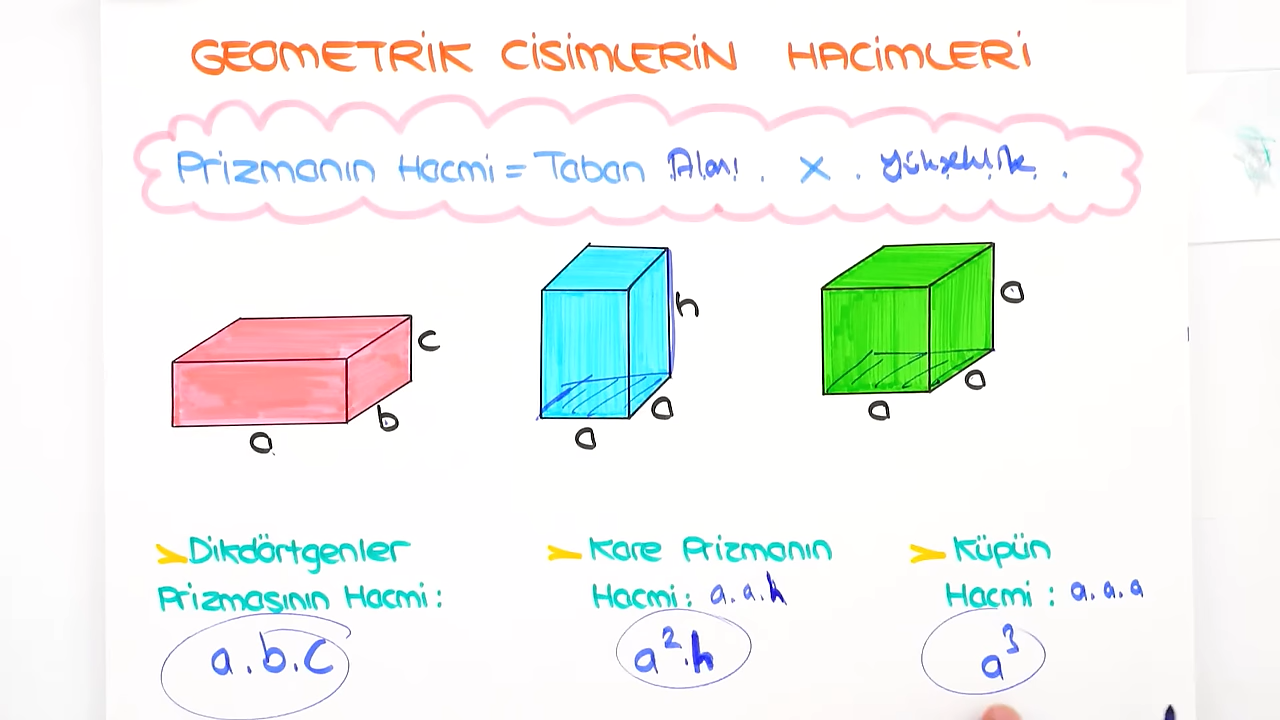 GEOMETRİK CİSİMLERİN HACİMLERİ
Prizmanın Hacmi = Taban Alanı . X . yükseklik .
c
a
b
h
a
a
a
a
a
➤ Dikdörtgenler
Prizmasının Hacmi :
a.b.c
➤ Kare Prizmanın
Hacmi : a.a.h
a².h
➤ Küpün
Hacmi : a.a.a
a³